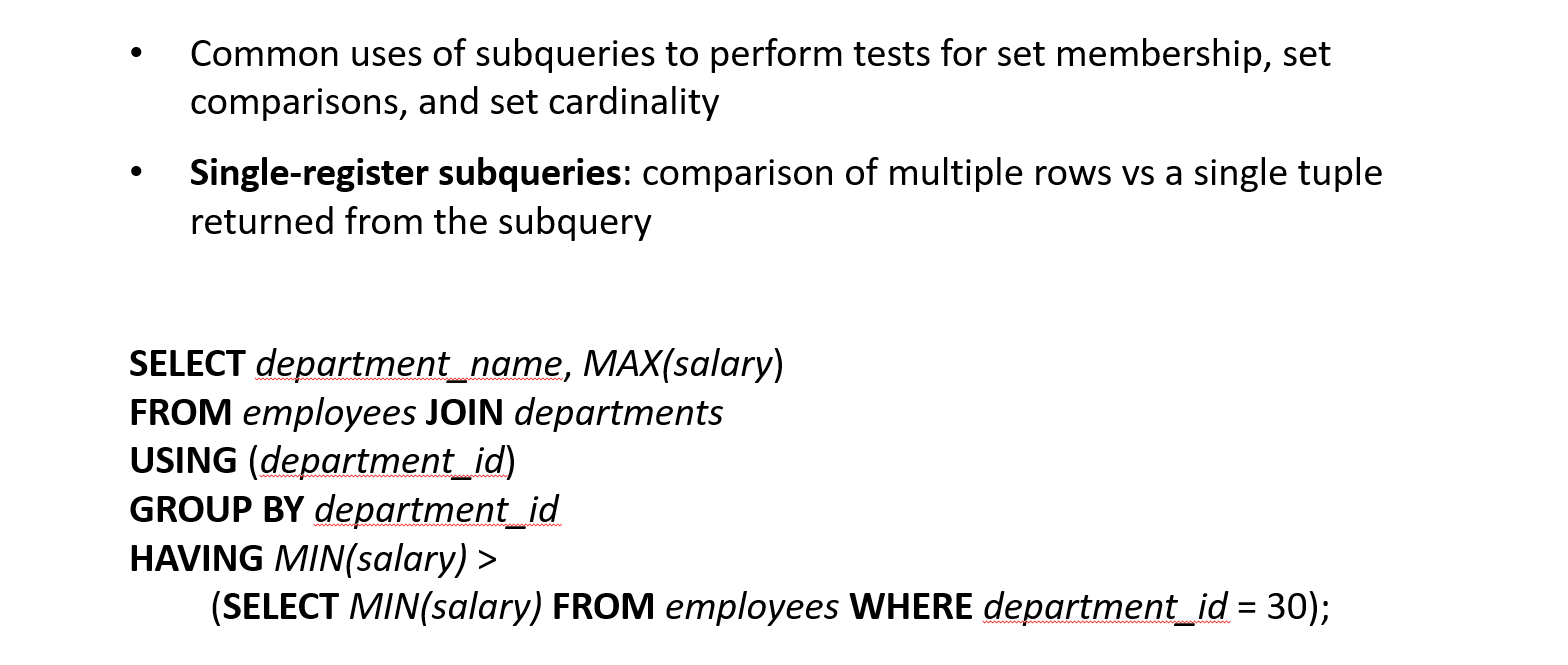 • Common uses of subqueries to perform tests for set membership, set
comparisons, and set cardinality
• Single-register subqueries: comparison of multiple rows vs a single tuple
returned from the subquery
SELECT department_name, MAX(salary)
FROM employees JOIN departments
USING (department_id)
GROUP BY department_id
HAVING MIN(salary) >
(SELECT MIN(salary) FROM employees WHERE department_id = 30);